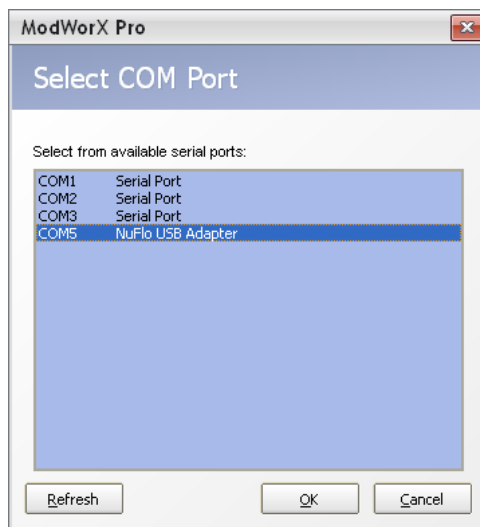 ModWorX Pro
Select COM Port
Select from available serial ports:
COM1 Serial Port
COM2 Serial Port
COM3 Serial Port
COM5 NuFlo USB Adapter
Refresh OK Cancel